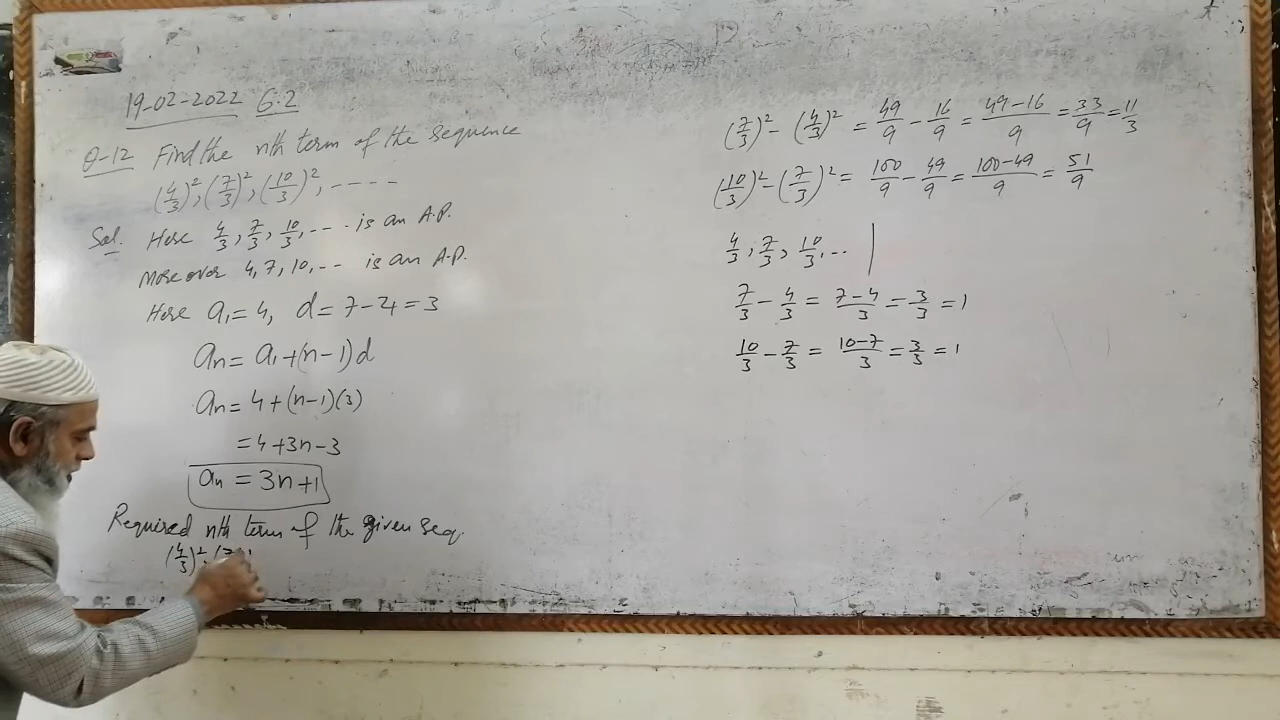 19-02-2022 6.2
Q-12 Find the nth term of the sequence
(4/3)², (7/3)², (10/3)², ----
Sol. Here 4/3, 7/3, 10/3, --- is an A.P.
Moreover 4, 7, 10, --- is an A.P.
Here a₁ = 4, d = 7-4 = 3
an = a₁ + (n-1)d
an = 4 + (n-1)(3)
= 4 + 3n - 3
an = 3n+1
Required nth term of the given seq.
(4/3)², (7
(7/3)² - (4/3)² = 49/9 - 16/9 = 49-16/9 = 33/9 = 11/3
(10/3)² - (7/3)² = 100/9 - 49/9 = 100-49/9 = 51/9
4/3, 7/3, 10/3, ...
7/3 - 4/3 = 7-4/3 = 3/3 = 1
10/3 - 7/3 = 10-7/3 = 3/3 = 1